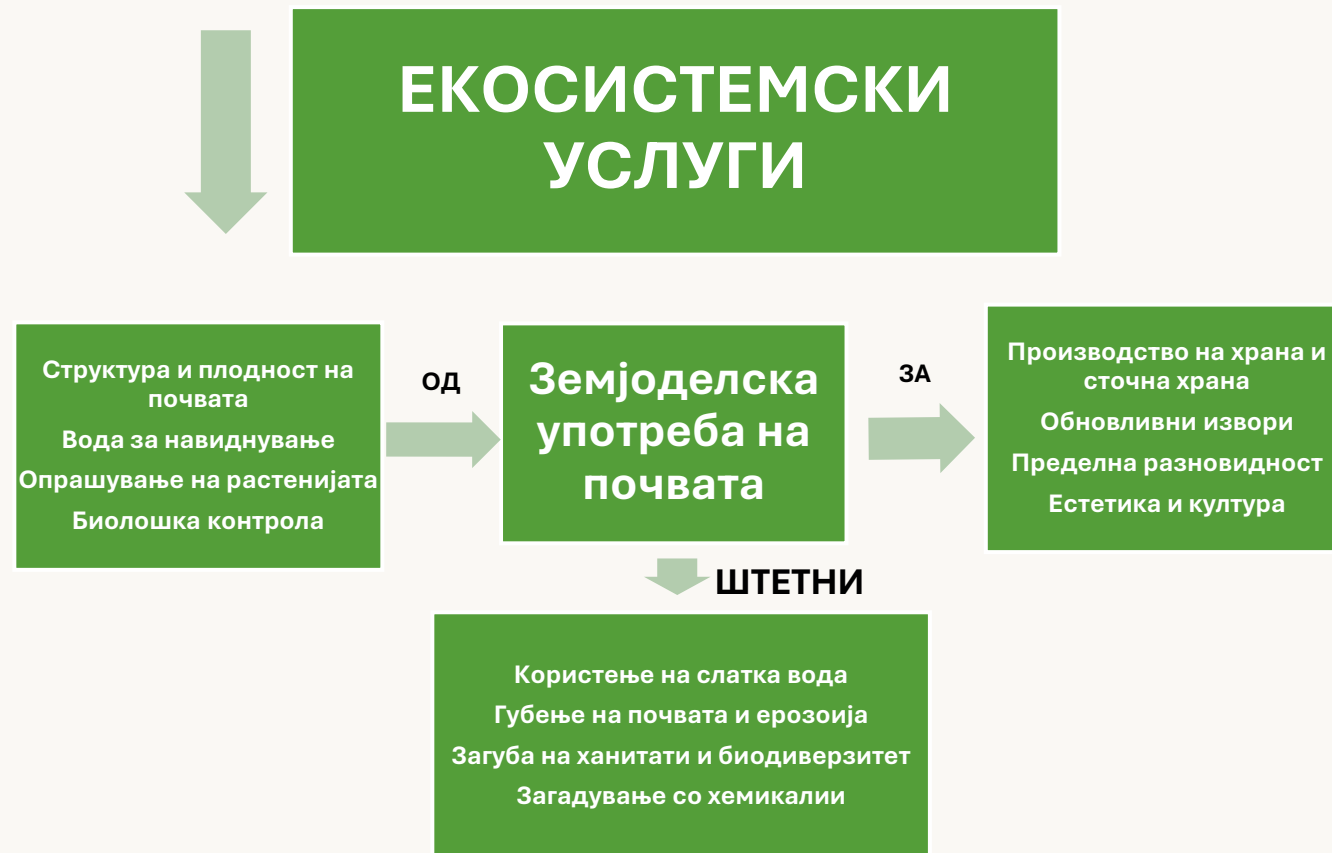 ЕКОСИСТЕМСКИ
УСЛУГИ
Структура и плодност на
почвата
Вода за навиднување
Опрашување на растенијата
Биолошка контрола
ОД
Земјоделска
употреба на
почвата
ЗА
Производство на храна и
сточна храна
Обновливни извори
Пределна разновидност
Естетика и култура
ШТЕТНИ
Користење на слатка вода
Губење на почвата и ерозоија
Загуба на ханитати и биодиверзитет
Загадување со хемикалии